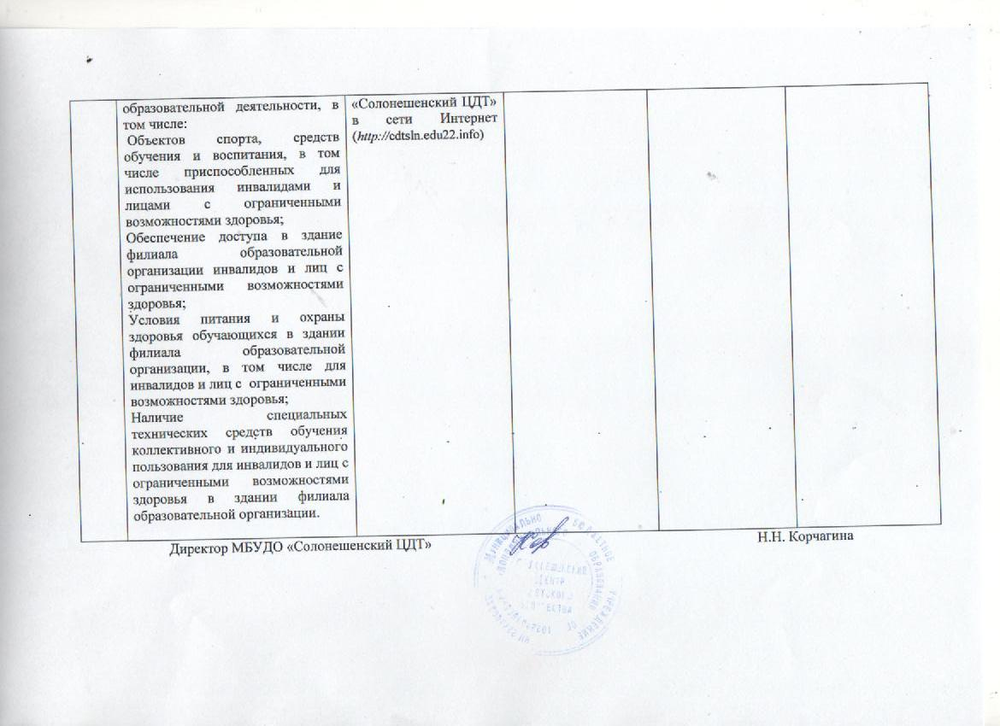 образовательной деятельности, в
том числе:
Объектов спорта, средств
обучения и воспитания, в том
числе приспособленных для
использования инвалидами и
лицами с ограниченными
возможностями здоровья;
Обеспечение доступа в здание
филиала образовательной
организации инвалидов и лиц с
ограниченными возможностями
здоровья;
Условия питания и охраны
здоровья обучающихся в здании
филиала образовательной
организации, в том числе для
инвалидов и лиц с ограниченными
возможностями здоровья;
Наличие специальных
технических средств обучения
коллективного и индивидуального
пользования для инвалидов и лиц с
ограниченными возможностями
здоровья в здании филиала
образовательной организации.
«Солонешенский ЦДТ»
в сети Интернет
(http://cdtsln.edu22.info)
Директор МБУДО «Солонешенский ЦДТ»
Н.Н. Корчагина
БЮДЖЕТНОЕ УЧРЕЖДЕНИЕ
ОБРАЗОВАНИЯ
ЦЕНТР